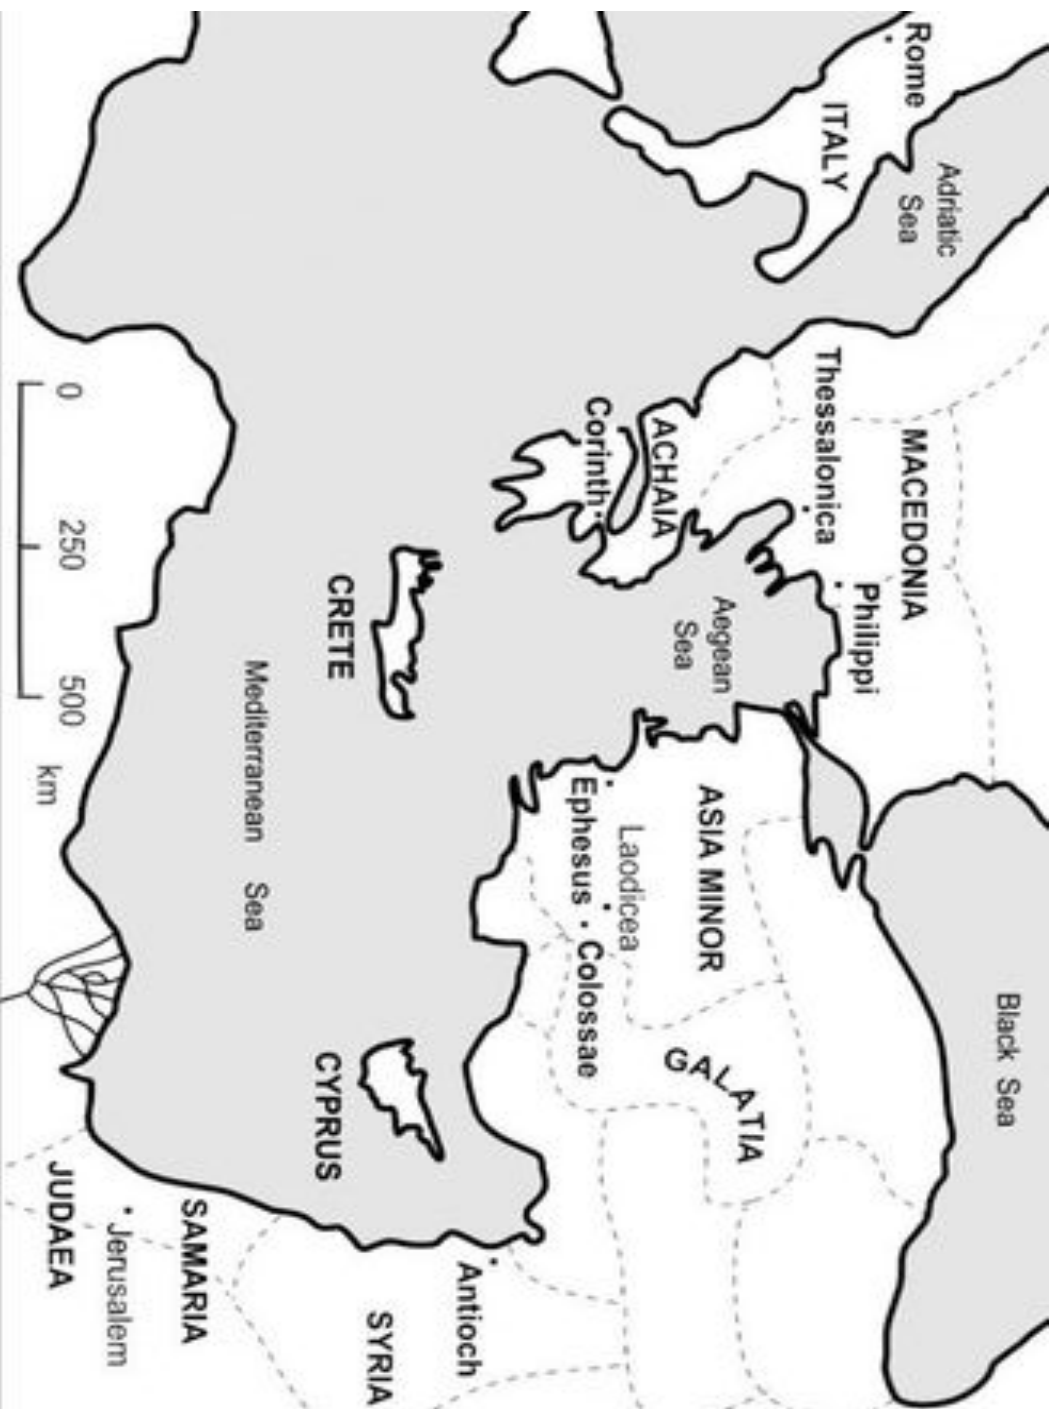 Rome
ITALY
Adriatic
Sea
MACEDONIA
Thessalonica
Philippi
ACHAIA
Corinth
Aegean
Sea
Black Sea
ASIA MINOR
GALATIA
Laodicea
Ephesus
Colossae
CRETE
CYPRUS
Mediterranean Sea
Antioch
SYRIA
SAMARIA
Jerusalem
JUDAEA
0 250 500
km